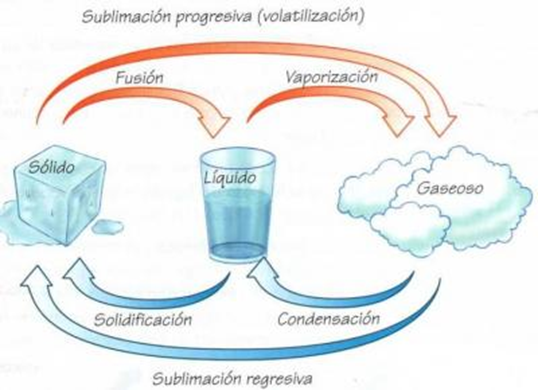 Sublimación progresiva (volatilización)
Fusión
Vaporización
Sólido
Líquido
Gaseoso
Solidificación
Condensación
Sublimación regresiva